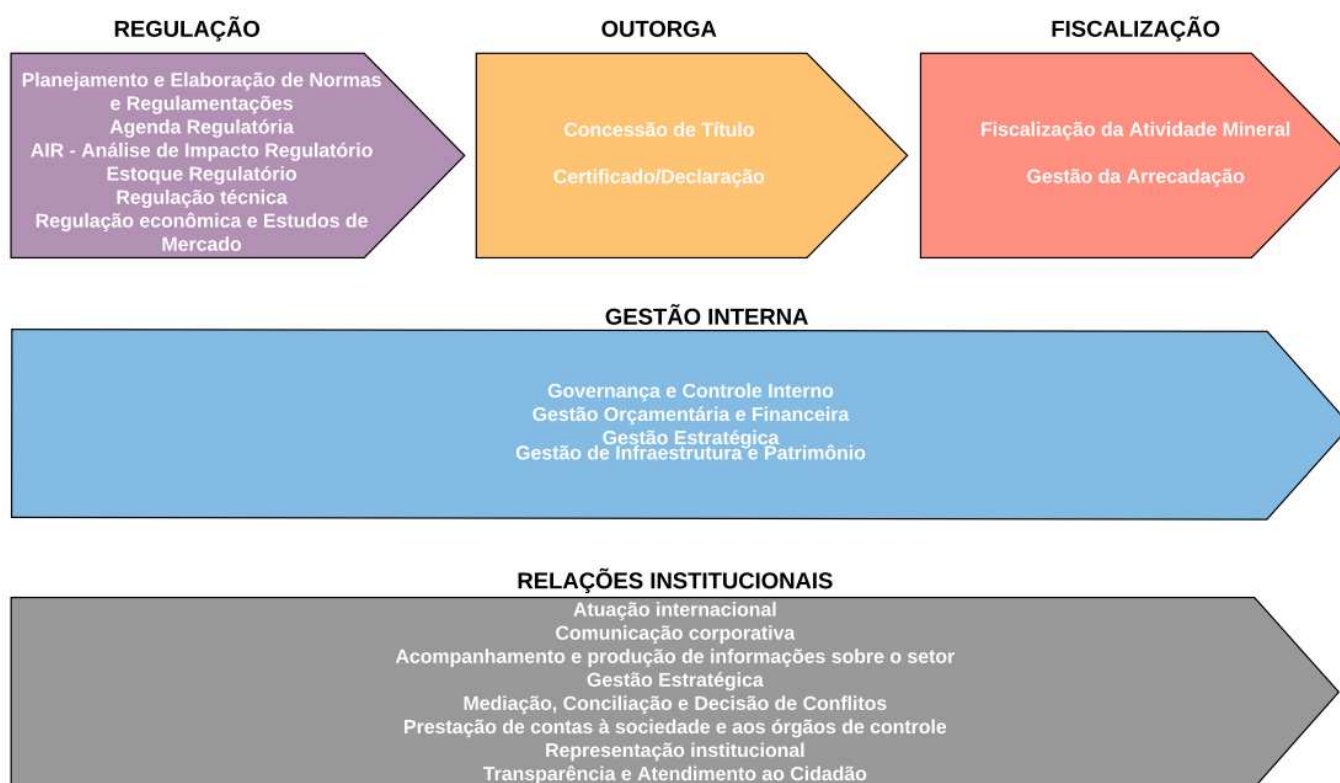 REGULAÇÃO
Planejamento e Elaboração de Normas
e Regulamentações
Agenda Regulatória
AIR - Análise de Impacto Regulatório
Estoque Regulatório
Regulação técnica
Regulação econômica e Estudos de
Mercado
OUTORGA
Concessão de Título
Certificado/Declaração
FISCALIZAÇÃO
Fiscalização da Atividade Mineral
Gestão da Arrecadação
GESTÃO INTERNA
Governança e Controle Interno
Gestão Orçamentária e Financeira
Gestão Estratégica
Gestão de Infraestrutura e Patrimônio
RELAÇÕES INSTITUCIONAIS
Atuação internacional
Comunicação corporativa
Acompanhamento e produção de informações sobre o setor
Gestão Estratégica
Mediação, Conciliação e Decisão de Conflitos
Prestação de contas à sociedade e aos órgãos de controle
Representação institucional
Transparência e Atendimento ao Cidadão